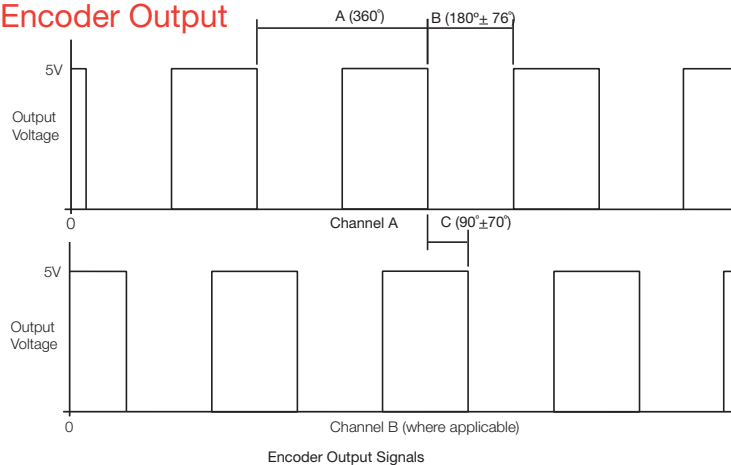 Encoder Output
A (360°)
B (180º± 76°)
5V
Output
Voltage
0
Channel A
C (90°±70°)
5V
Output
Voltage
0
Channel B (where applicable)
Encoder Output Signals